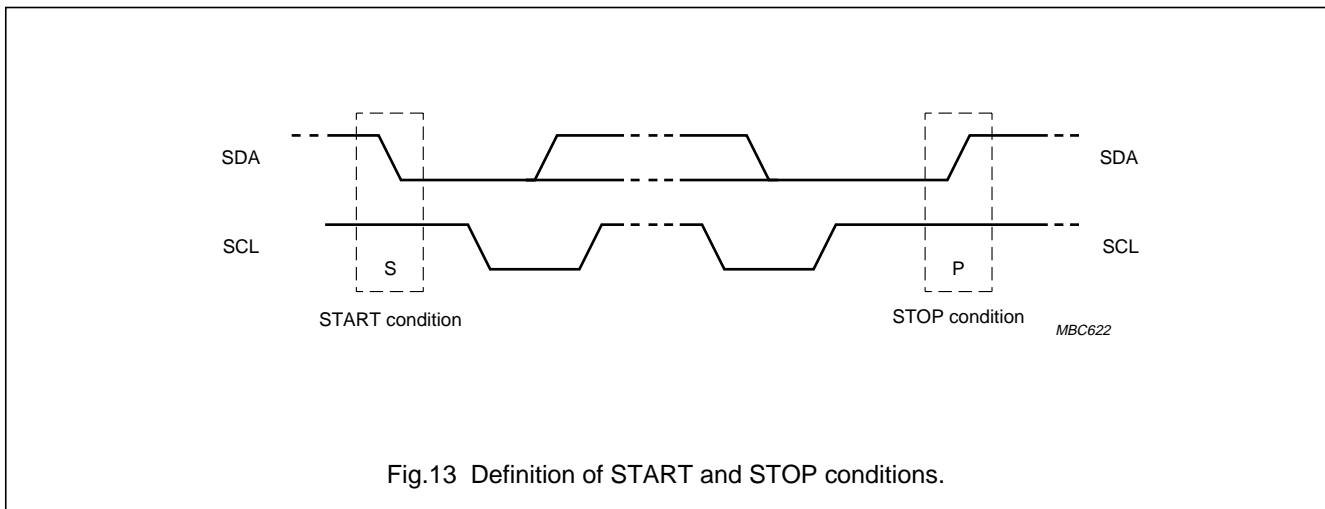 SDA
SDA
SCL
SCL
S
P
START condition
STOP condition
MBC622
Fig.13 Definition of START and STOP conditions.